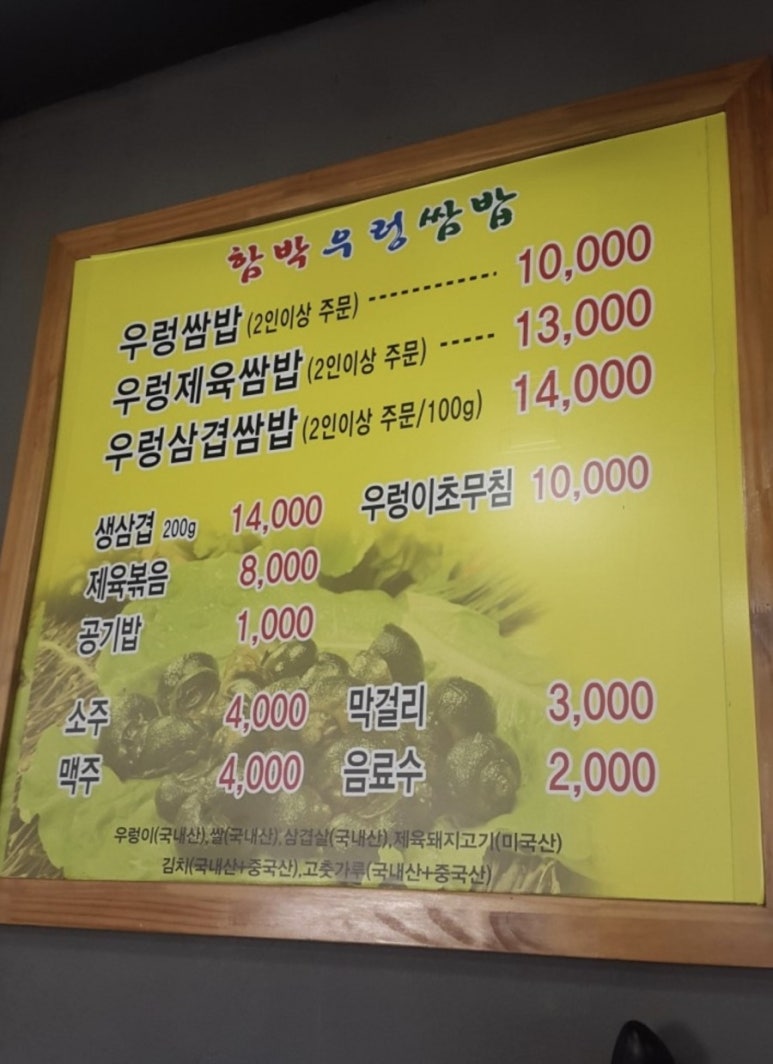 함박우렁쌈밥
우렁쌈밥(2인이상 주문) ------------ 10,000
우렁제육쌈밥(2인이상 주문) ----- 13,000
우렁삼겹쌈밥(2인이상 주문/100g) 14,000
생삼겹 200g 14,000 우렁이초무침 10,000
제육볶음 8,000
공기밥 1,000
소주 4,000 막걸리 3,000
맥주 4,000 음료수 2,000
우렁이(국내산),쌀(국내산),삼겹살(국내산),제육돼지고기(미국산)
김치(국내산+중국산),고춧가루(국내산+중국산)